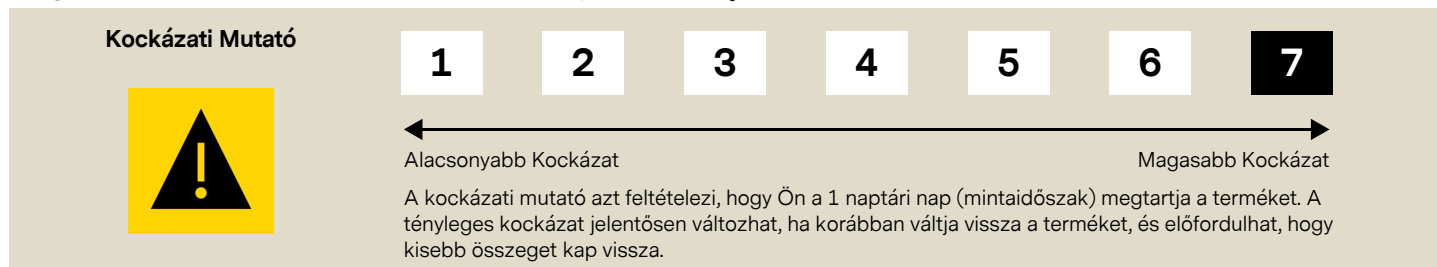 Kockázati Mutató
1 2 3 4 5 6 7
Alacsonyabb Kockázat Magasabb Kockázat
A kockázati mutató azt feltételezi, hogy Ön a 1 naptári nap (mintaidőszak) megtartja a terméket. A
tényleges kockázat jelentősen változhat, ha korábban váltja vissza a terméket, és előfordulhat, hogy
kisebb összeget kap vissza.